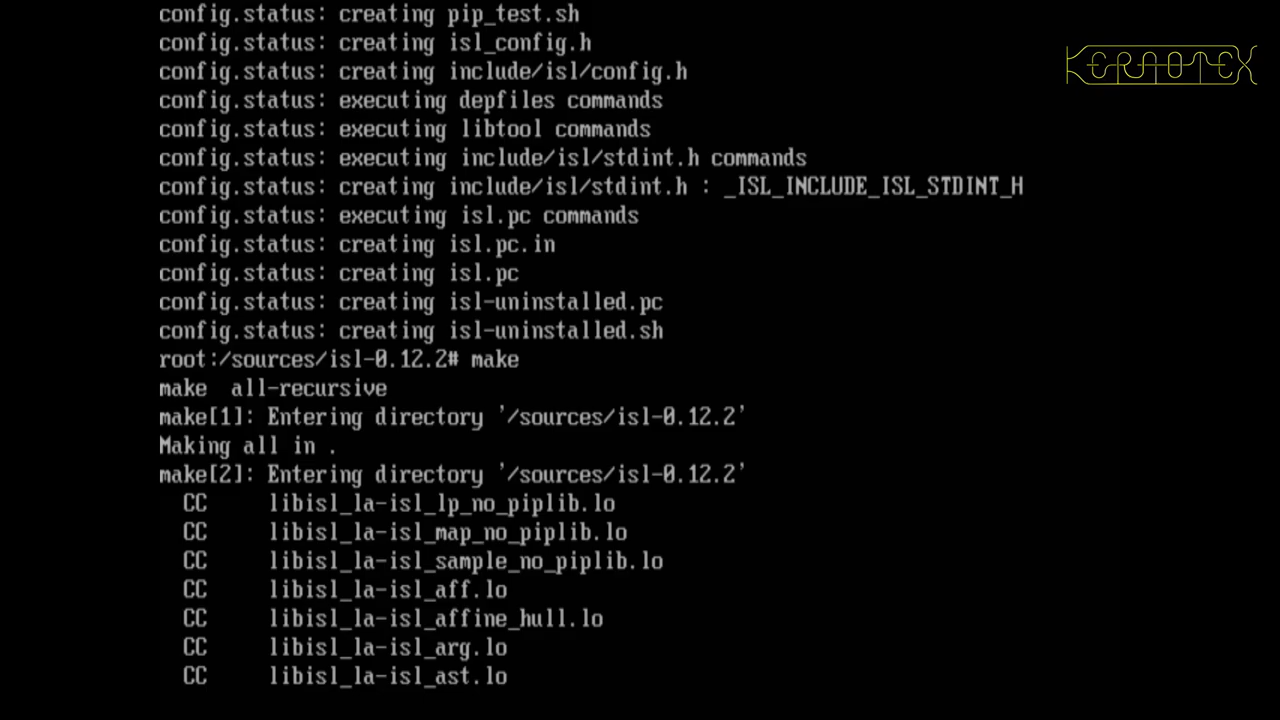 config.status: creating pip_test.sh
config.status: creating isl_config.h
config.status: creating include/isl/config.h
config.status: executing depfiles commands
config.status: executing libtool commands
config.status: executing include/isl/stdint.h commands
config.status: creating include/isl/stdint.h : _ISL_INCLUDE_ISL_STDINT_H
config.status: executing isl.pc commands
config.status: creating isl.pc.in
config.status: creating isl.pc
config.status: creating isl-uninstalled.pc
config.status: creating isl-uninstalled.sh
root:/sources/isl-0.12.2# make
make  all-recursive
make[1]: Entering directory '/sources/isl-0.12.2'
Making all in .
make[2]: Entering directory '/sources/isl-0.12.2'
  CC     libisl_la-isl_lp_no_piplib.lo
  CC     libisl_la-isl_map_no_piplib.lo
  CC     libisl_la-isl_sample_no_piplib.lo
  CC     libisl_la-isl_aff.lo
  CC     libisl_la-isl_affine_hull.lo
  CC     libisl_la-isl_arg.lo
  CC     libisl_la-isl_ast.lo
KERNOTEX